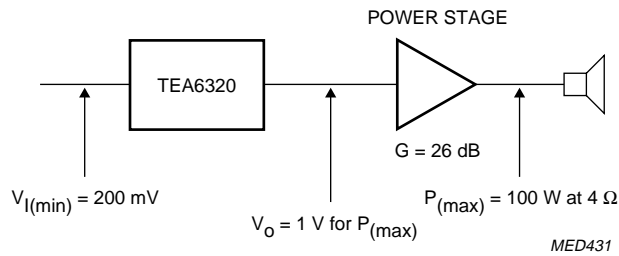 POWER STAGE
TEA6320
G = 26 dB
V_I(min) = 200 mV
V_o = 1 V for P_(max)
P_(max) = 100 W at 4 Ω
MED431